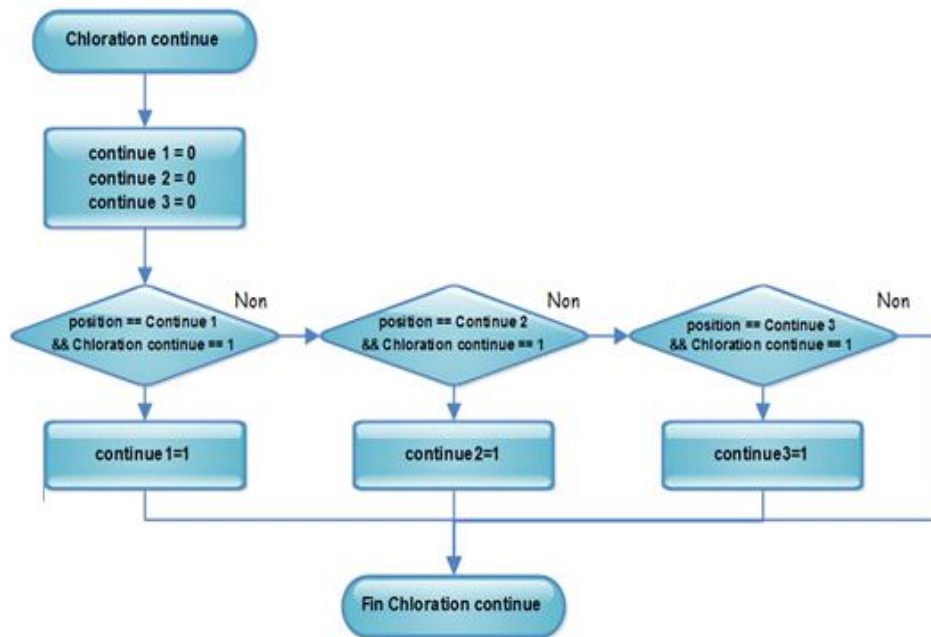 Chloration continue
continue 1 = 0
continue 2 = 0
continue 3 = 0
Non
position == Continue 1
&& Chloration continue == 1
Non
position == Continue 2
&& Chloration continue == 1
Non
position == Continue 3
&& Chloration continue == 1
continue1=1
continue2=1
continue3=1
Fin Chloration continue